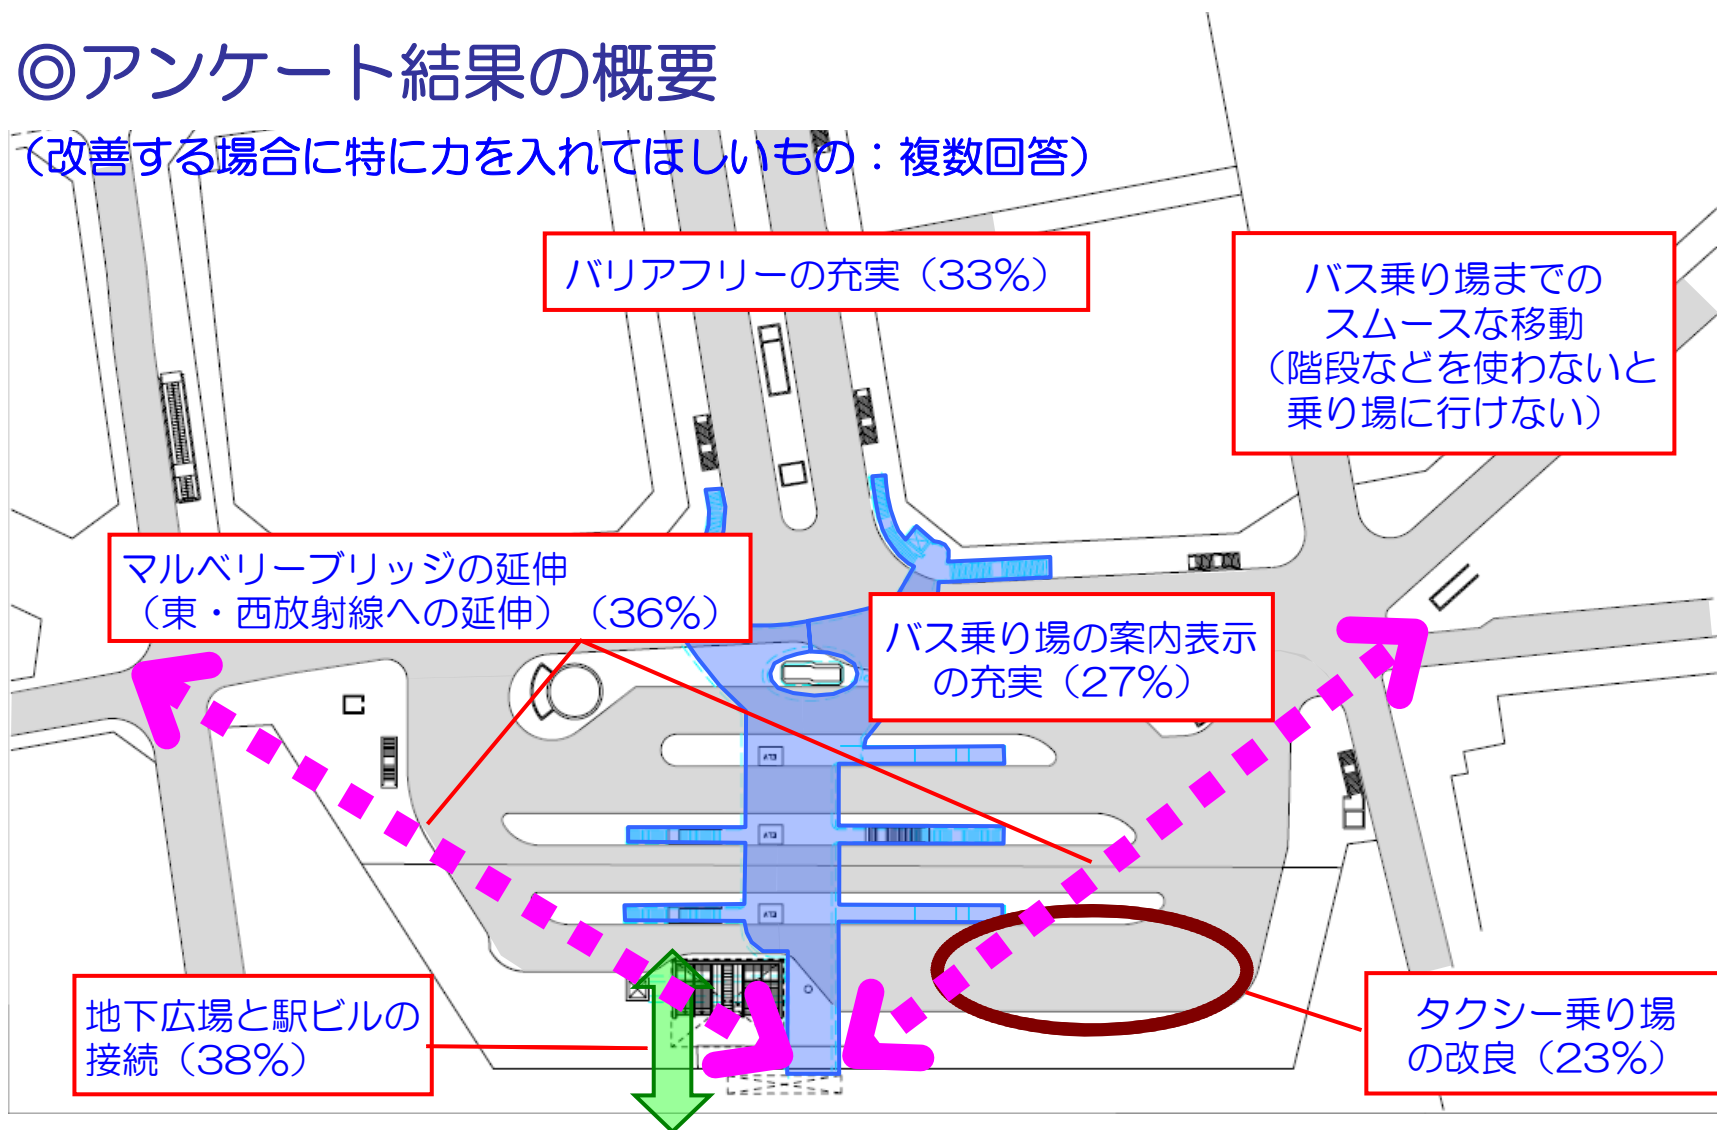 ◎アンケート結果の概要
（改善する場合に特に力を入れてほしいもの：複数回答）
バリアフリーの充実（33％）
バス乗り場までの
スムースな移動
（階段などを使わないと
乗り場に行けない）
マルベリーブリッジの延伸
（東・西放射線への延伸）（36％）
バス乗り場の案内表示
の充実（27％）
地下広場と駅ビルの
接続（38％）
タクシー乗り場
の改良（23％）